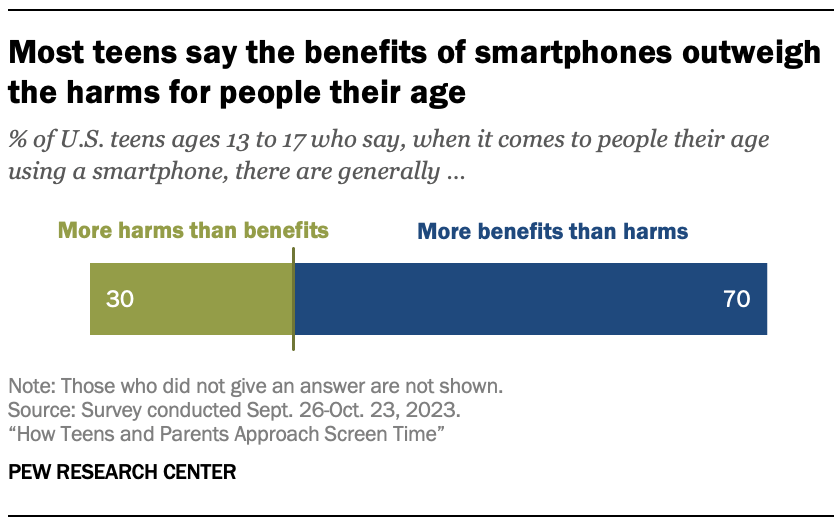 Most teens say the benefits of smartphones outweigh
the harms for people their age
% of U.S. teens ages 13 to 17 who say, when it comes to people their age
using a smartphone, there are generally ...
More harms than benefits
More benefits than harms
30
70
Note: Those who did not give an answer are not shown.
Source: Survey conducted Sept. 26-Oct. 23, 2023.
“How Teens and Parents Approach Screen Time”
PEW RESEARCH CENTER